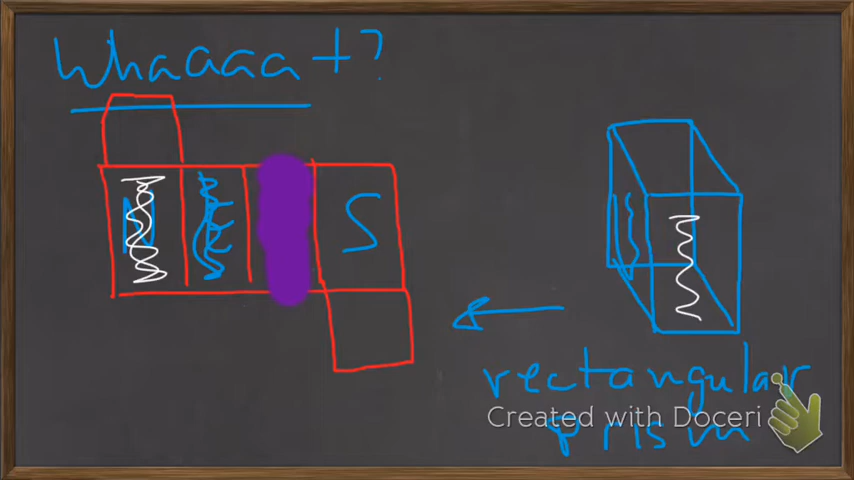 Whaaaat?
S
rectangular
prism
Created with Doceri